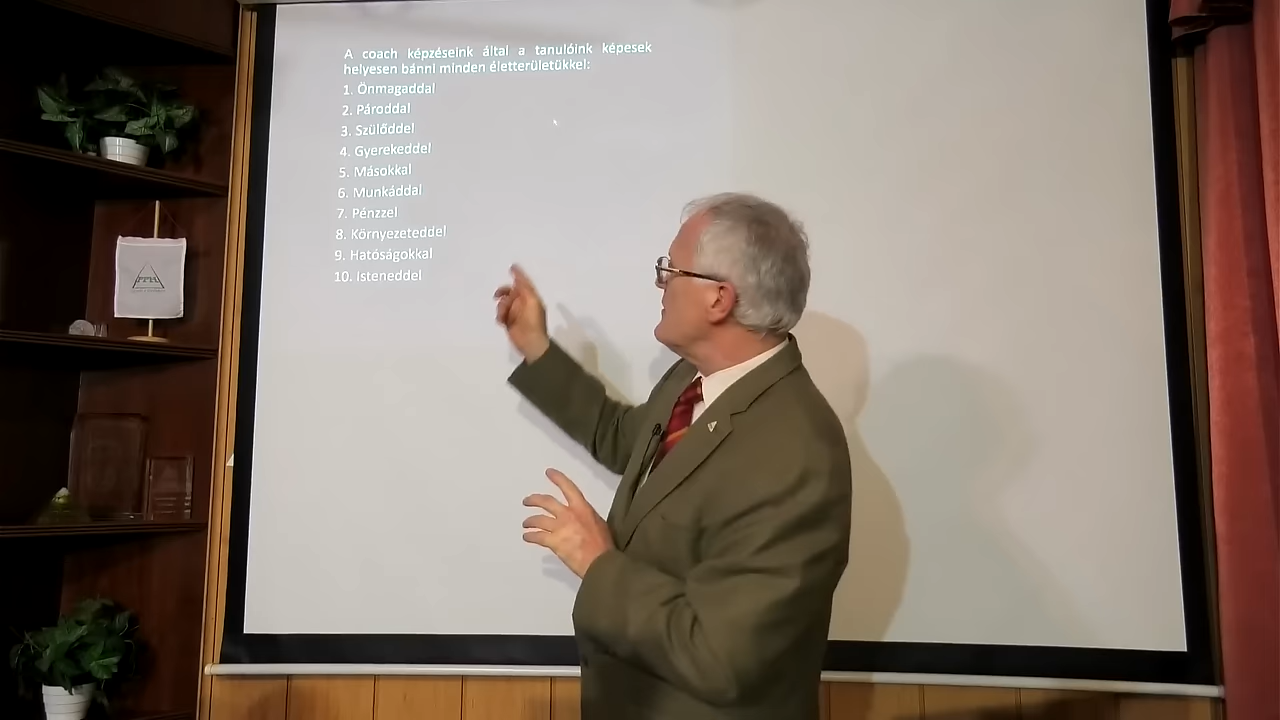 A coach képzéseink által a tanulóink képesek
helyesen bánni minden életterületükkel:
1. Önmagaddal
2. Pároddal
3. Szülőddel
4. Gyerekeddel
5. Másokkal
6. Munkáddal
7. Pénzzel
8. Környezeteddel
9. Hatóságokkal
10. Isteneddel